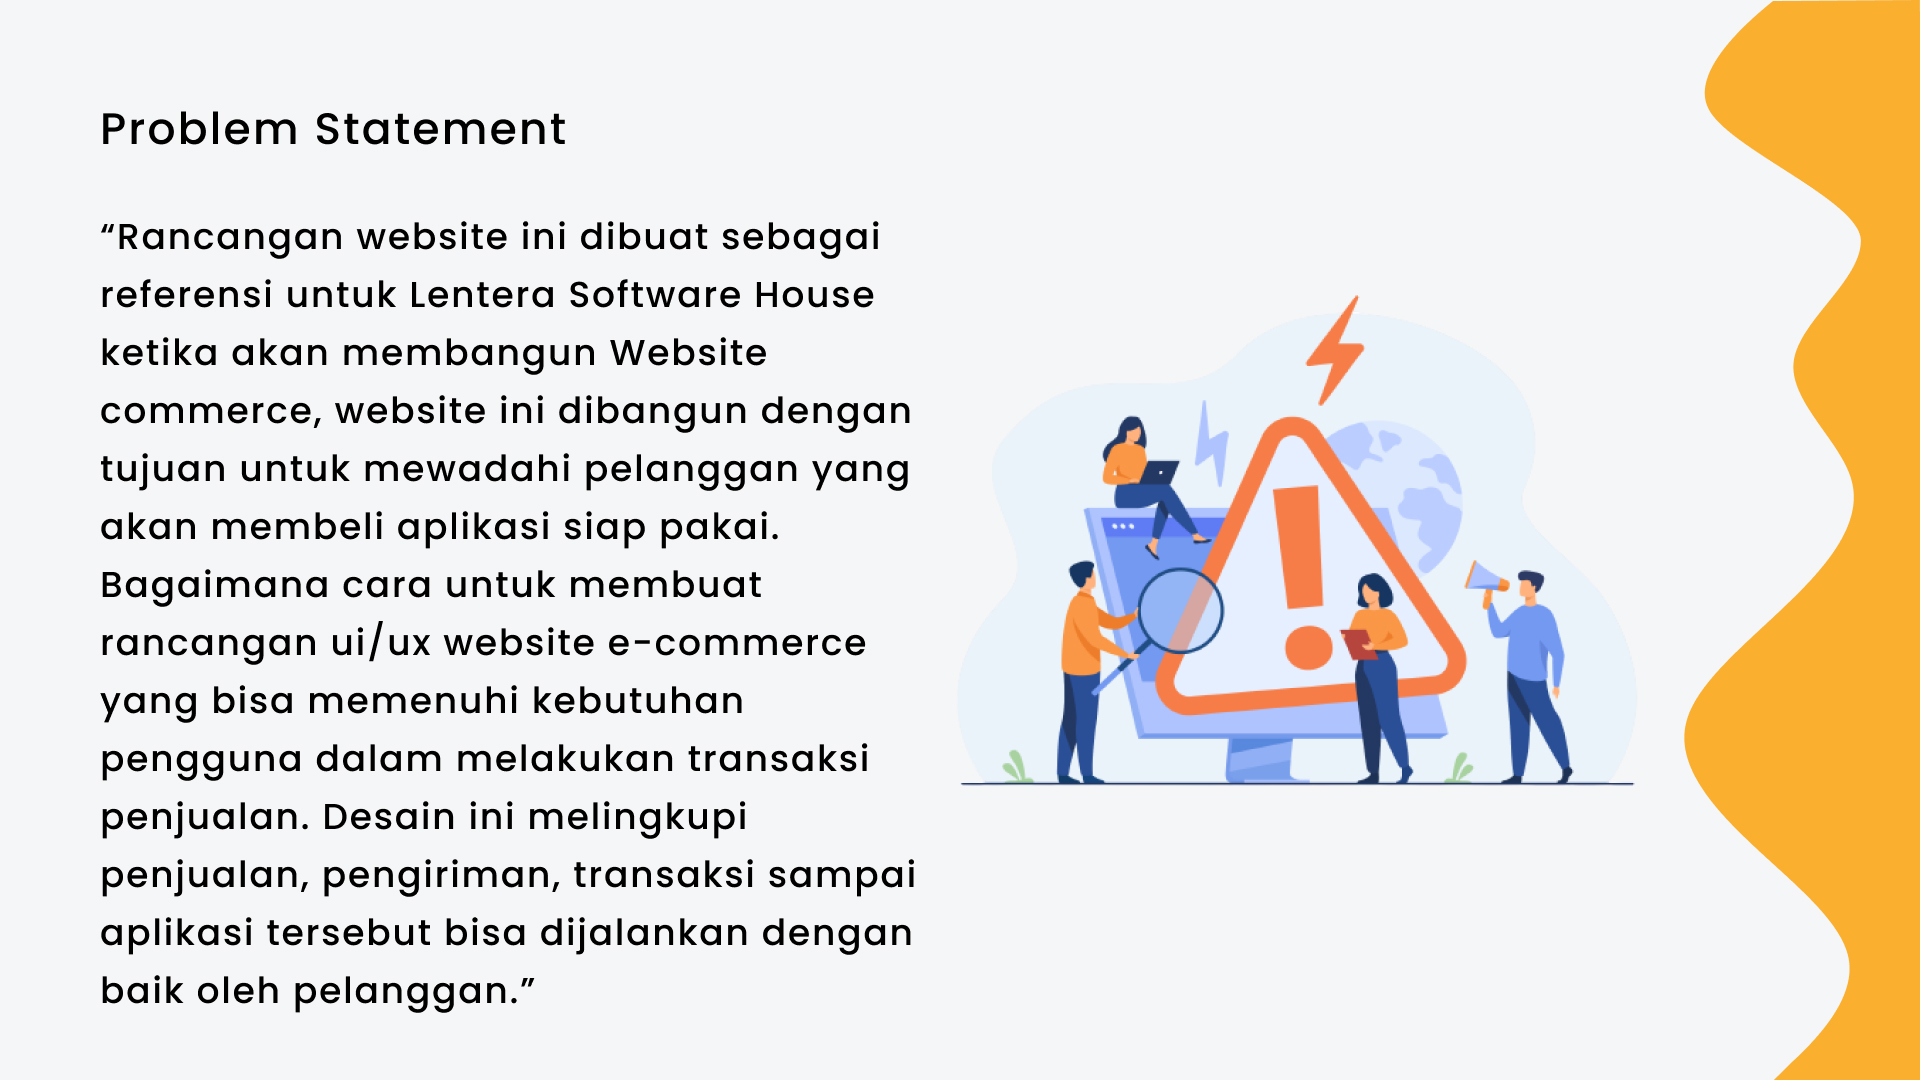 Problem Statement
“Rancangan website ini dibuat sebagai
referensi untuk Lentera Software House
ketika akan membangun Website
commerce, website ini dibangun dengan
tujuan untuk mewadahi pelanggan yang
akan membeli aplikasi siap pakai.
Bagaimana cara untuk membuat
rancangan ui/ux website e-commerce
yang bisa memenuhi kebutuhan
pengguna dalam melakukan transaksi
penjualan. Desain ini melingkupi
penjualan, pengiriman, transaksi sampai
aplikasi tersebut bisa dijalankan dengan
baik oleh pelanggan.”